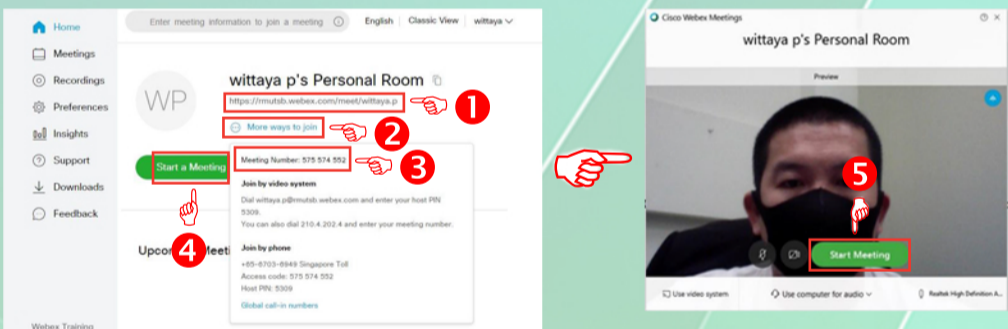 Home
Meetings
Recordings
Preferences
Insights
Support
Downloads
Feedback
Webex Training
Enter meeting information to join a meeting
English
Classic View
wittaya
WP
wittaya p's Personal Room
https://rmutsb.webex.com/meet/wittaya.p
1
More ways to join
2
Meeting Number: 575 574 552
3
Start a Meeting
4
Join by video system
Dial wittaya.p@rmutsb.webex.com and enter your host PIN
5309.
You can also dial 210.4.202.4 and enter your meeting number.
Join by phone
+65-6703-6949 Singapore Toll
Access code: 575 574 552
Host PIN: 5309
Global call-in numbers
Cisco Webex Meetings
wittaya p's Personal Room
Preview
5
Start Meeting
Use video system
Use computer for audio
Realtek High Definition A...